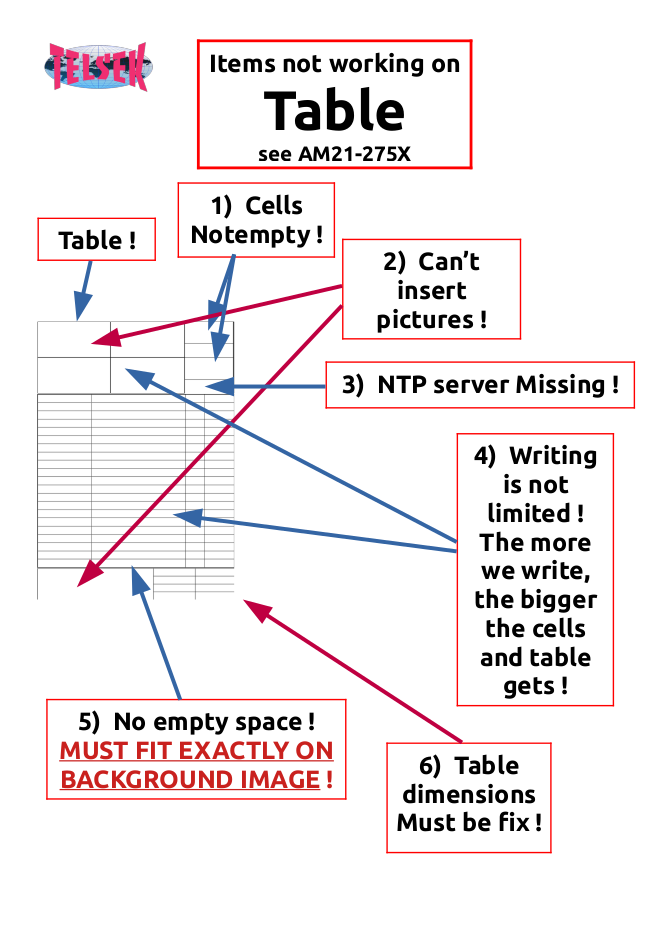 TELSEK
Items not working on
Table
see AM21-275X
1) Cells
Notempty !
Table !
2) Can’t
insert
pictures !
3) NTP server Missing !
4) Writing
is not
limited !
The more
we write,
the bigger
the cells
and table
gets !
5) No empty space !
MUST FIT EXACTLY ON
BACKGROUND IMAGE !
6) Table
dimensions
Must be fix !